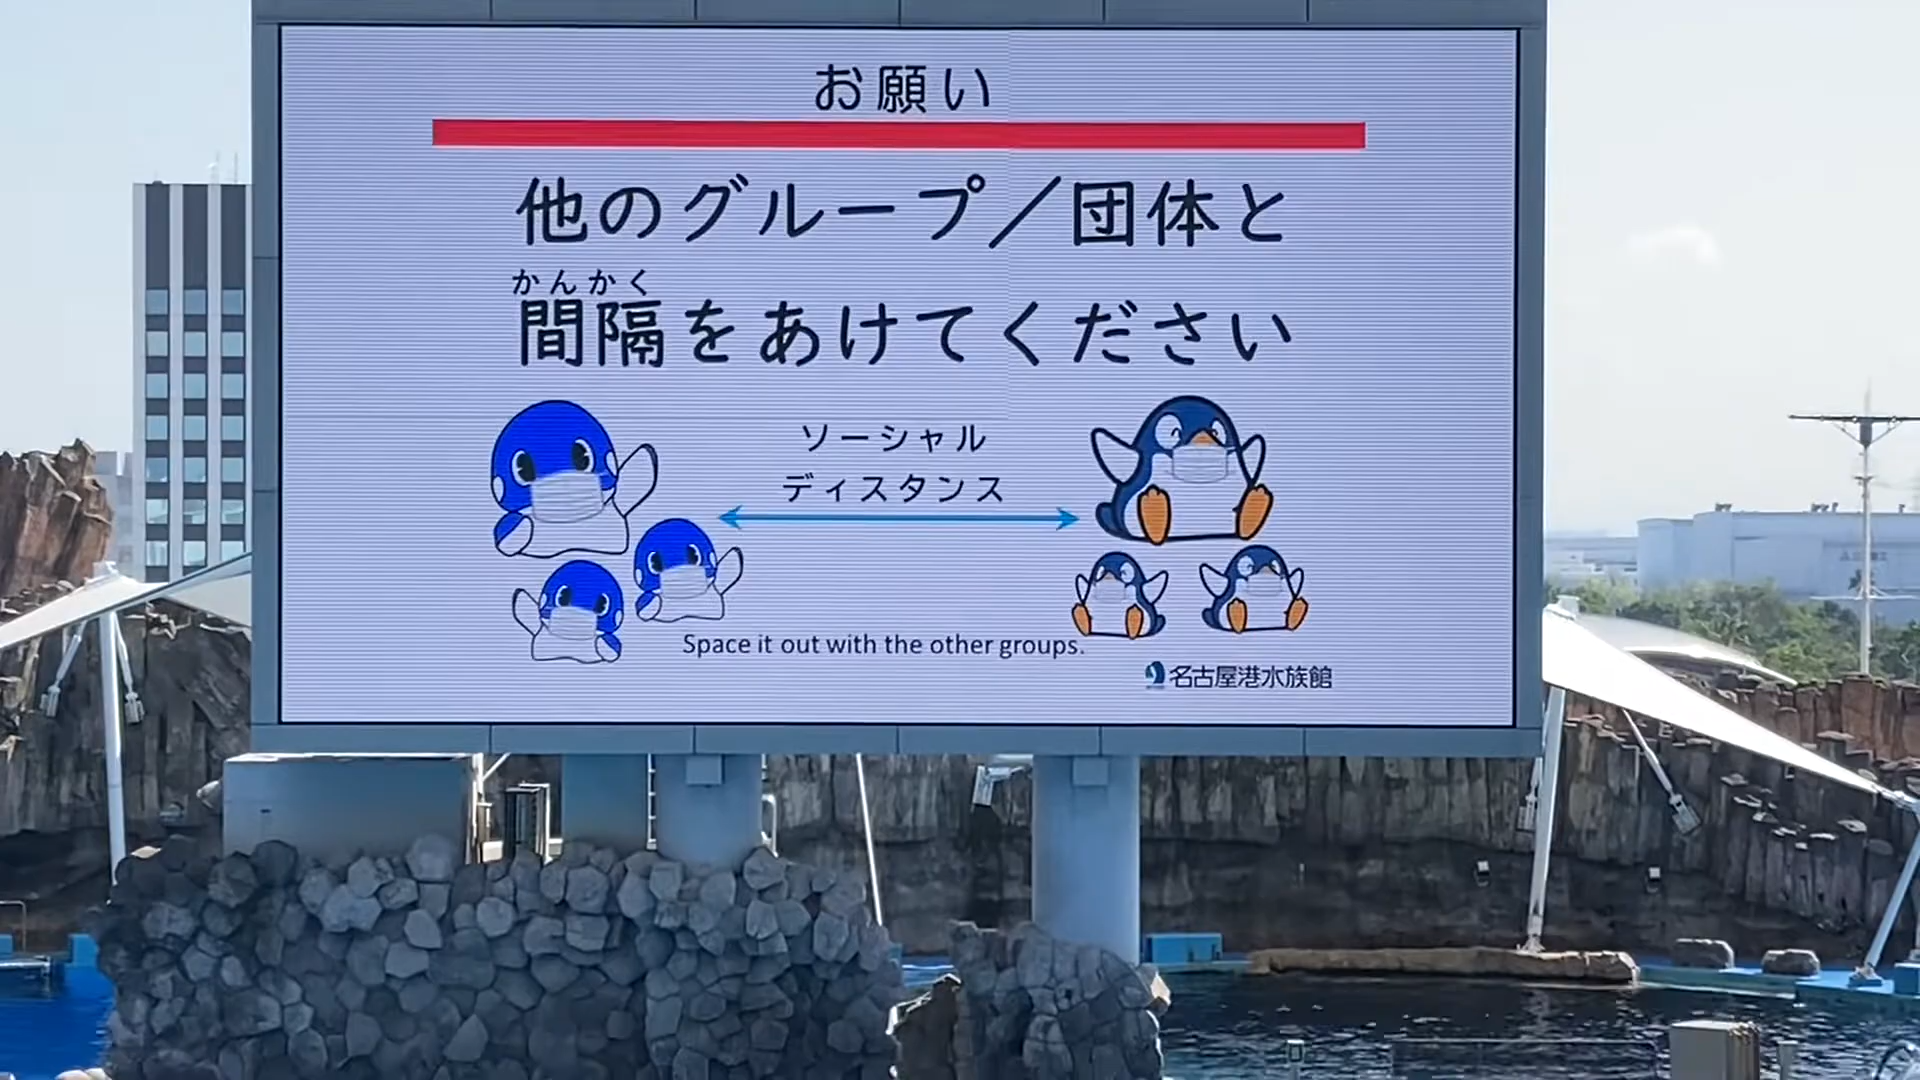 お願い
他のグループ／団体と
かんかく
間隔をあけてください
ソーシャル
ディスタンス
Space it out with the other groups.
名古屋港水族館